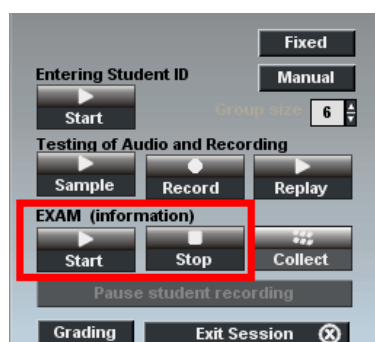 Fixed
Entering Student ID
Manual
Start
Group size 6
Testing of Audio and Recording
Sample Record Replay
EXAM (information)
Start Stop Collect
Pause student recording
Grading Exit Session